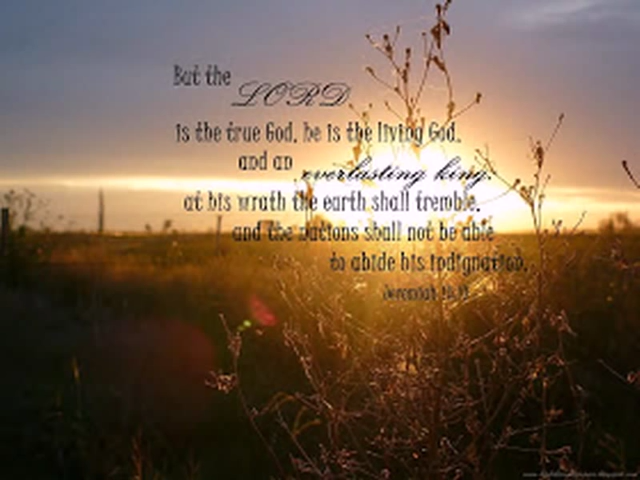 But the
LORD
is the true God, he is the living God,
and an everlasting king:
at his wrath the earth shall tremble,
and the nations shall not be able
to abide his indignation.
Jeremiah 10:10